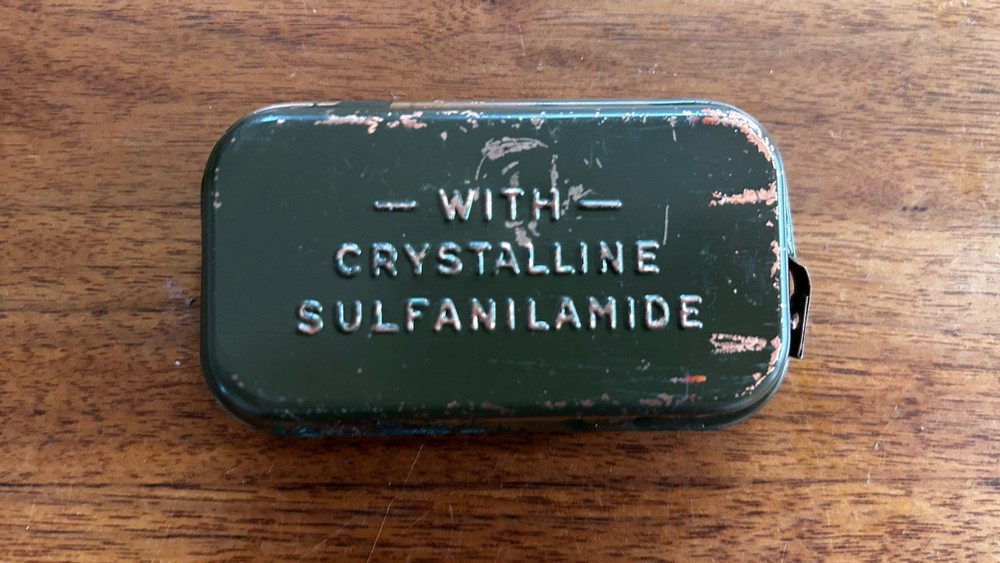 — WITH —
CRYSTALLINE
SULFANILAMIDE